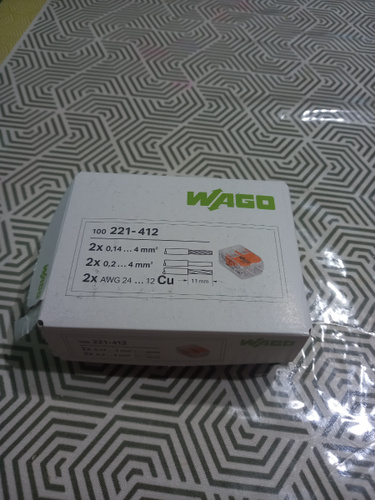 WAGO
100 221-412
2x 0,14 ... 4 mm²
2x 0,2 ... 4 mm²
2x AWG 24 ... 12 Cu
11 mm
WAGO
100 221-412